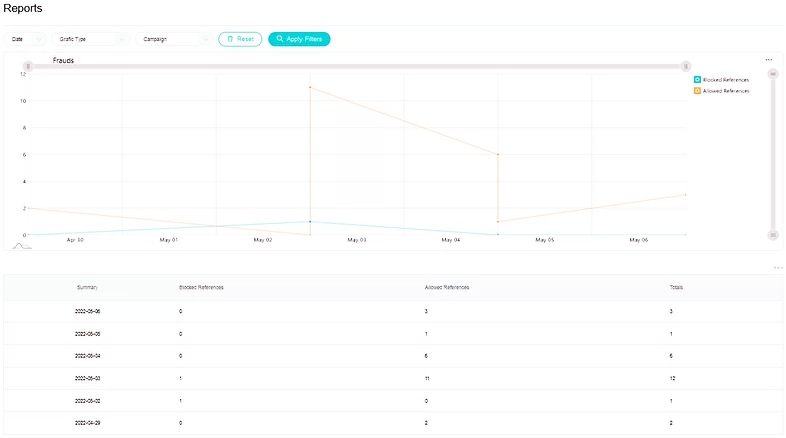 Reports
Date
Grafic Type
Campaign
Reset
Apply Filters
Frauds
Blocked References
Allowed References
12
10
8
6
4
2
0
Apr 30
May 01
May 02
May 03
May 04
May 05
May 06
Summary Blocked References Allowed References Totals
2022-05-06 0 3 3
2022-05-05 0 1 1
2022-05-04 0 6 6
2022-05-03 1 11 12
2022-05-02 1 0 1
2022-04-29 0 2 2